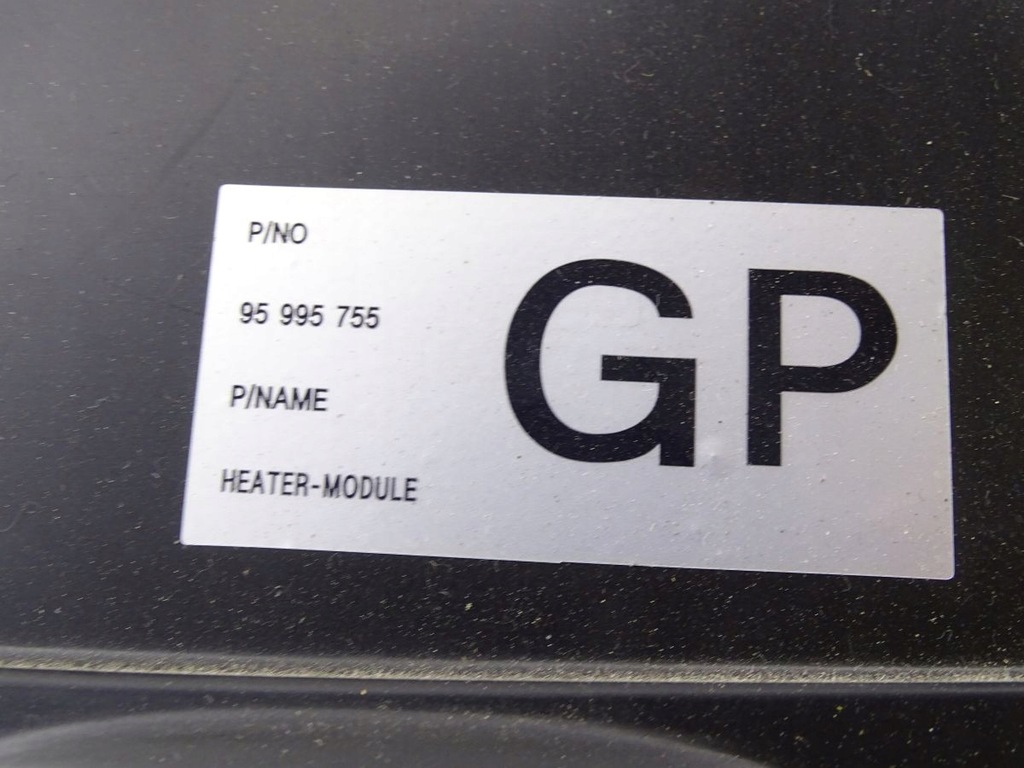 P/NO
95 995 755
P/NAME
HEATER-MODULE
GP